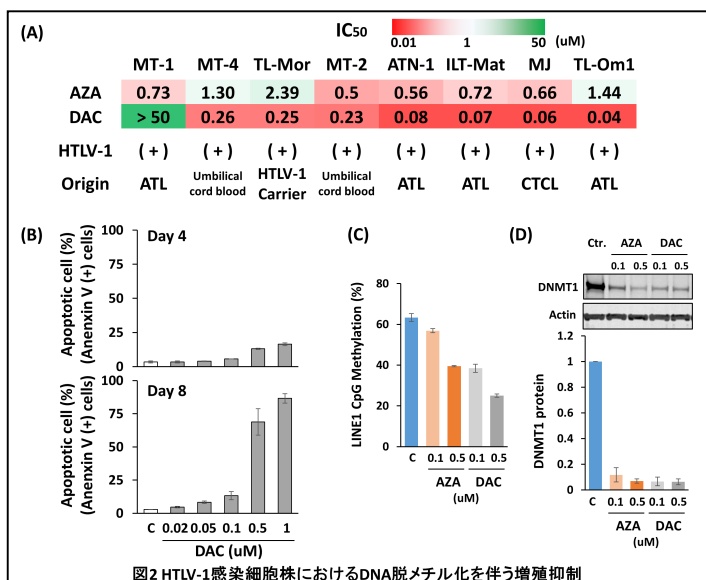 (A)
IC50
0.01 1 50 (uM)
MT-1 MT-4 TL-Mor MT-2 ATN-1 ILT-Mat MJ TL-Om1
AZA 0.73 1.30 2.39 0.5 0.56 0.72 0.66 1.44
DAC > 50 0.26 0.25 0.23 0.08 0.07 0.06 0.04
HTLV-1 (+) (+) (+) (+) (+) (+) (+) (+)
Origin ATL Umbilical cord blood HTLV-1 Carrier Umbilical cord blood ATL ATL CTCL ATL
(B)
Apoptotic cell (%)
(Anenxin V (+) cells)
Day 4
100
75
50
25
0
Apoptotic cell (%)
(Anenxin V (+) cells)
Day 8
100
75
50
25
0
C 0.02 0.05 0.1 0.5 1
DAC (uM)
(C)
LINE1 CpG Methylation (%)
80
60
40
20
0
C 0.1 0.5 0.1 0.5
AZA DAC
(uM)
(D)
Ctr. AZA DAC
0.1 0.5 0.1 0.5
DNMT1
Actin
DNMT1 protein
1.2
1
0.8
0.6
0.4
0.2
0
C 0.1 0.5 0.1 0.5
AZA DAC
(uM)
図2 HTLV-1感染細胞株におけるDNA脱メチル化を伴う増殖抑制